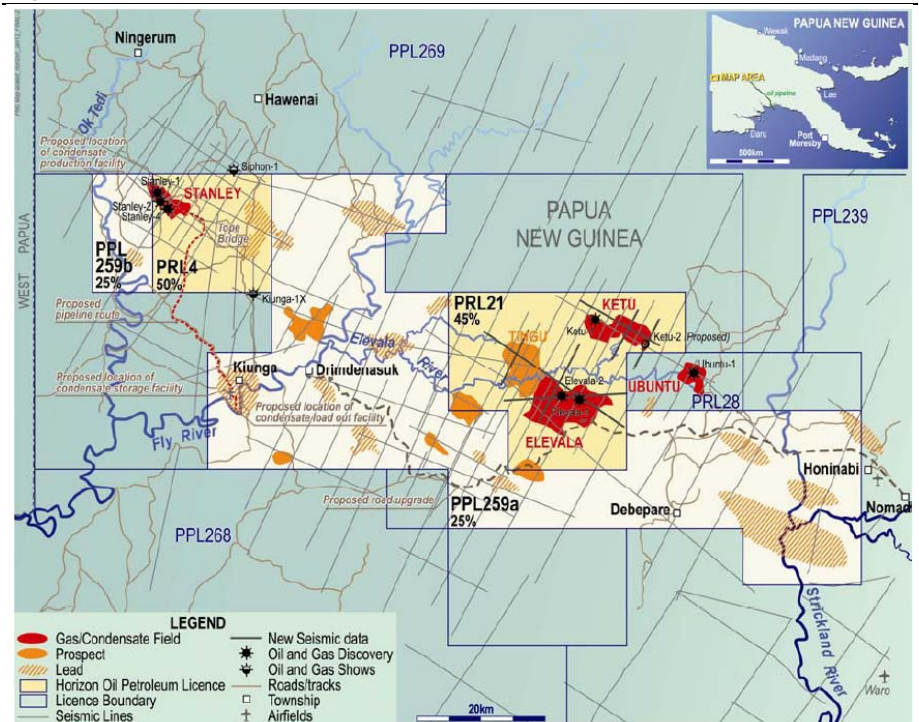 PAPUA NEW GUINEA
Wewak
Madang
MAP AREA
Lae
oil pipeline
Daru
Port
Moresby
500km
Ningerum
PPL269
Hawenai
Ok Tedi
Proposed location
of condensate
production facility
Siphon-1
Stanley-1
STANLEY
Stanley-2
Stanley-4
PAPUA
NEW GUINEA
PPL239
WEST PAPUA
Tope
Bridge
PPL
259b
25%
PRL4
50%
Kiunga-1X
PRL21
45%
KETU
Proposed
pipeline route
Ketu-2 (Proposed)
TINGU
Elevala
River
Ubuntu-1
Kiunga
Drimdenasuk
Elevala-2
UBUNTU
PRL28
Proposed location of
condensate storage facility
Proposed location of
condensate load out facility
ELEVALA
Fly River
Honinabi
Nomad
Proposed road upgrade
PPL259a
25%
Debepare
PPL268
Strickland River
Wawo
LEGEND
Gas/Condensate Field
Prospect
Lead
Horizon Oil Petroleum Licence
Licence Boundary
Seismic Lines
New Seismic data
Oil and Gas Discovery
Oil and Gas Shows
Roads/tracks
Township
Airfields
20km